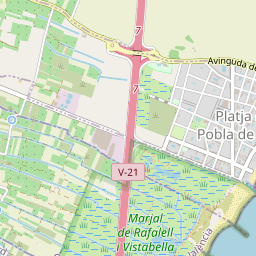 7
Avinguda de
7
Platja
Pobla de
V-21
Marjal
de Rafalell
i Vistabella
València